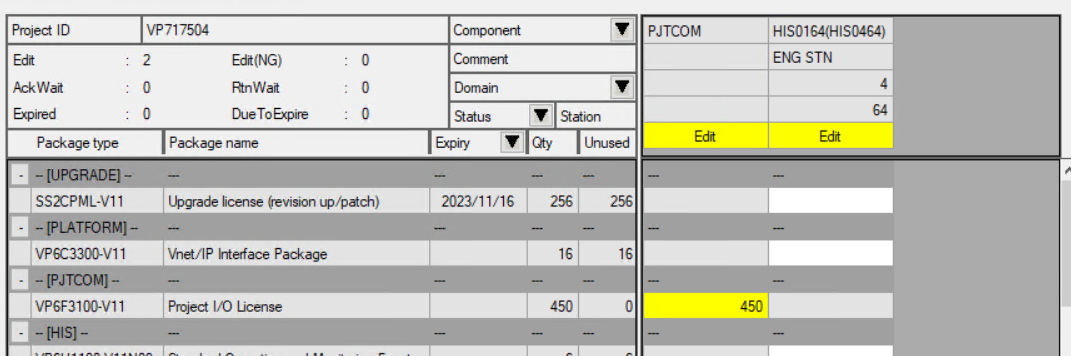 Project ID VP717504 Component ▼ PJTCOM HIS0164(HIS0464)
Edit : 2 Edit(NG) : 0 Comment ENG STN
AckWait : 0 RtnWait : 0 Domain ▼ 4
Expired : 0 DueToExpire : 0 Status ▼ Station 64
Package type Package name Expiry ▼ Qty Unused Edit Edit
- -- [UPGRADE] -- --- --- --- --- --- ---
SS2CPML-V11 Upgrade license (revision up/patch) 2023/11/16 256 256
- -- [PLATFORM] -- --- --- --- --- --- ---
VP6C3300-V11 Vnet/IP Interface Package 16 16
- -- [PJTCOM] -- --- --- --- --- --- ---
VP6F3100-V11 Project I/O License 450 0 450
- -- [HIS] -- --- --- --- --- --- ---